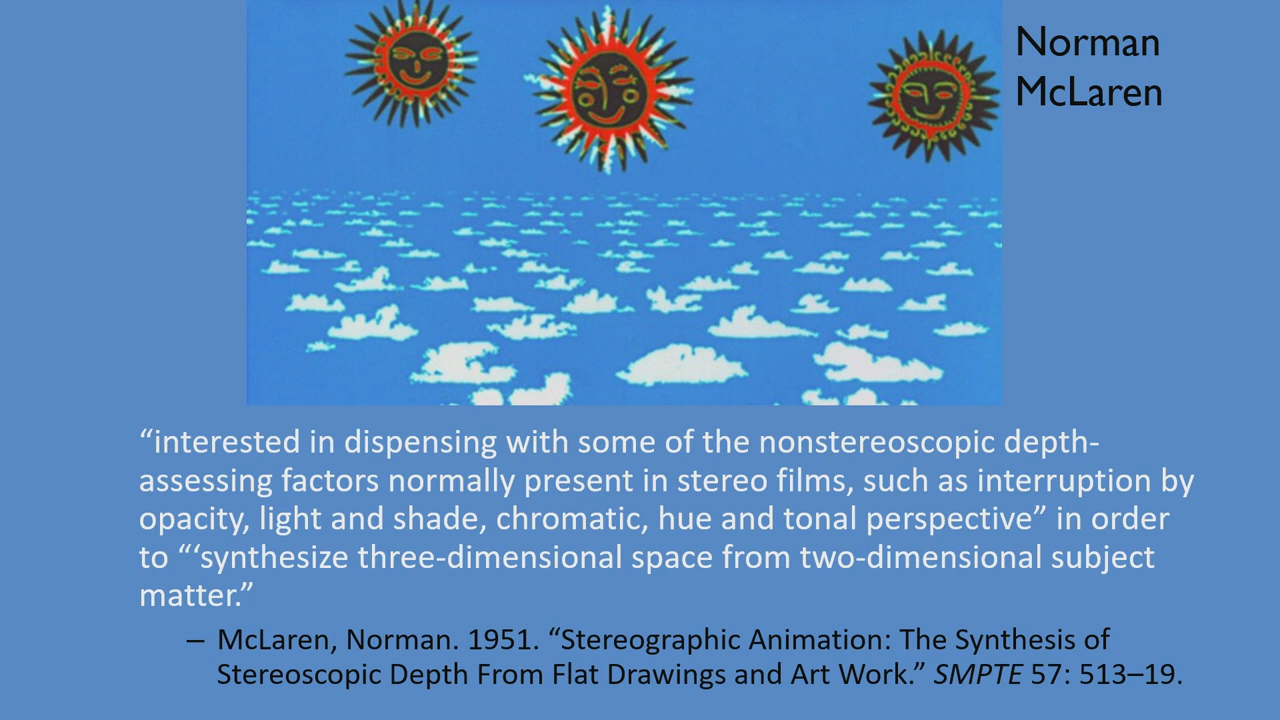 Norman
McLaren
“interested in dispensing with some of the nonstereoscopic depth-
assessing factors normally present in stereo films, such as interruption by
opacity, light and shade, chromatic, hue and tonal perspective” in order
to “‘synthesize three-dimensional space from two-dimensional subject
matter.”
– McLaren, Norman. 1951. “Stereographic Animation: The Synthesis of
Stereoscopic Depth From Flat Drawings and Art Work.” SMPTE 57: 513–19.